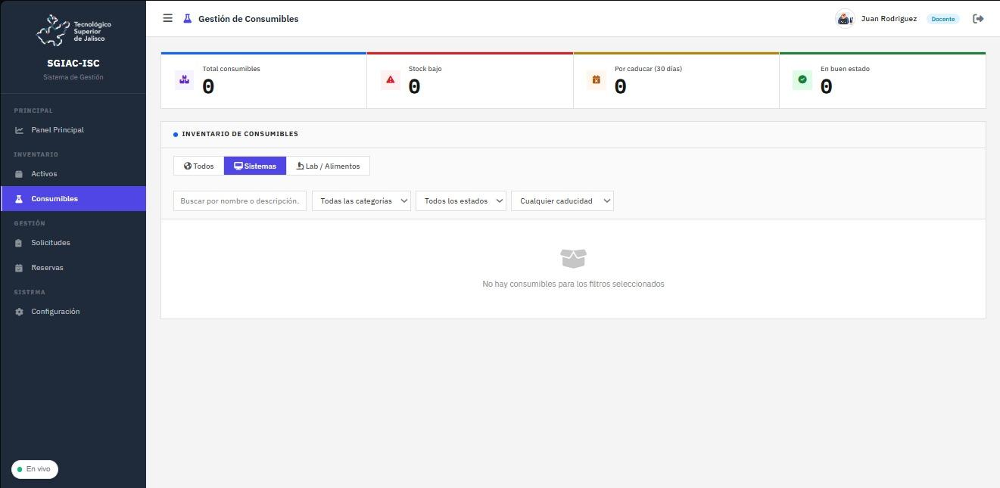 Tecnológico
Superior
de Jalisco
SGIAC-ISC
Sistema de Gestión
PRINCIPAL
Panel Principal
INVENTARIO
Activos
Consumibles
GESTIÓN
Solicitudes
Reservas
SISTEMA
Configuración
En vivo
Gestión de Consumibles
Juan Rodriguez Docente
Total consumibles
0
Stock bajo
0
Por caducar (30 días)
0
En buen estado
0
INVENTARIO DE CONSUMIBLES
Todos Sistemas Lab / Alimentos
Buscar por nombre o descripción. Todas las categorías Todos los estados Cualquier caducidad
No hay consumibles para los filtros seleccionados